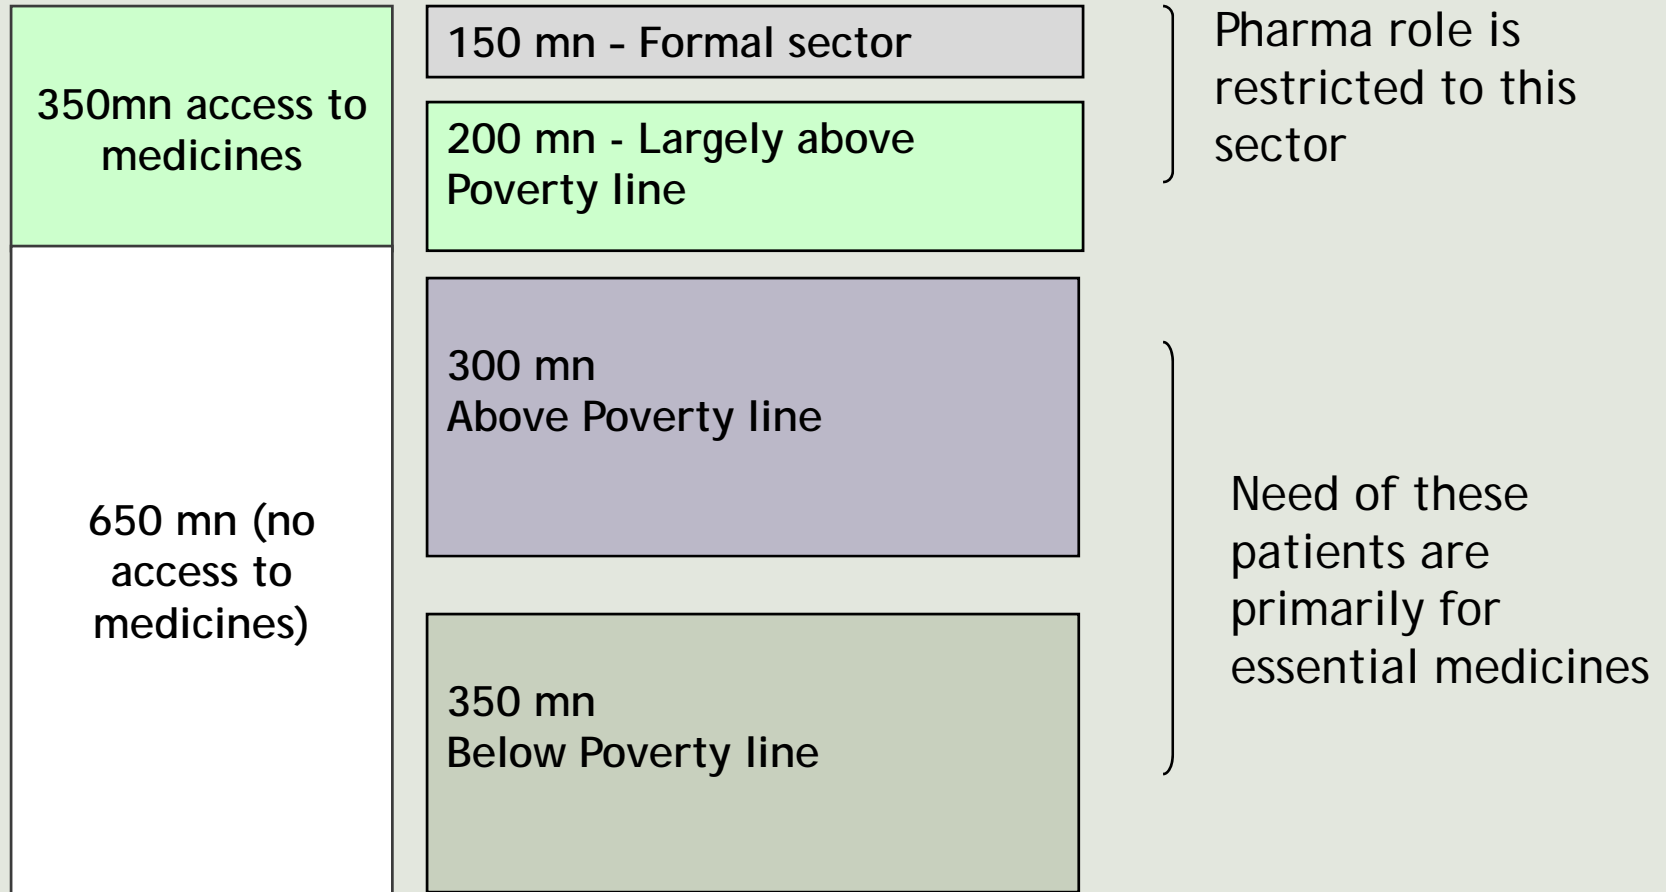 350mn access to
medicines
650 mn (no
access to
medicines)
150 mn - Formal sector
200 mn - Largely above
Poverty line
300 mn
Above Poverty line
350 mn
Below Poverty line
Pharma role is
restricted to this
sector
Need of these
patients are
primarily for
essential medicines